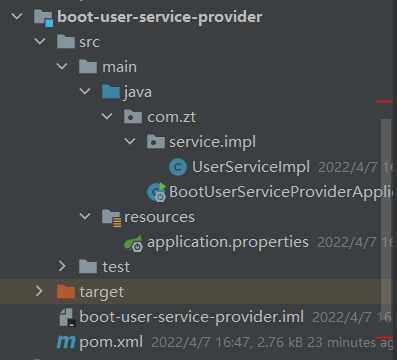 boot-user-service-provider
src
main
java
com.zt
service.impl
UserServiceImpl 2022/4/7 16
BootUserServiceProviderApplic
resources
application.properties 2022/4/7 16
test
target
boot-user-service-provider.iml 2022/4/7 16
pom.xml 2022/4/7 16:47, 2.76 kB 23 minutes ag